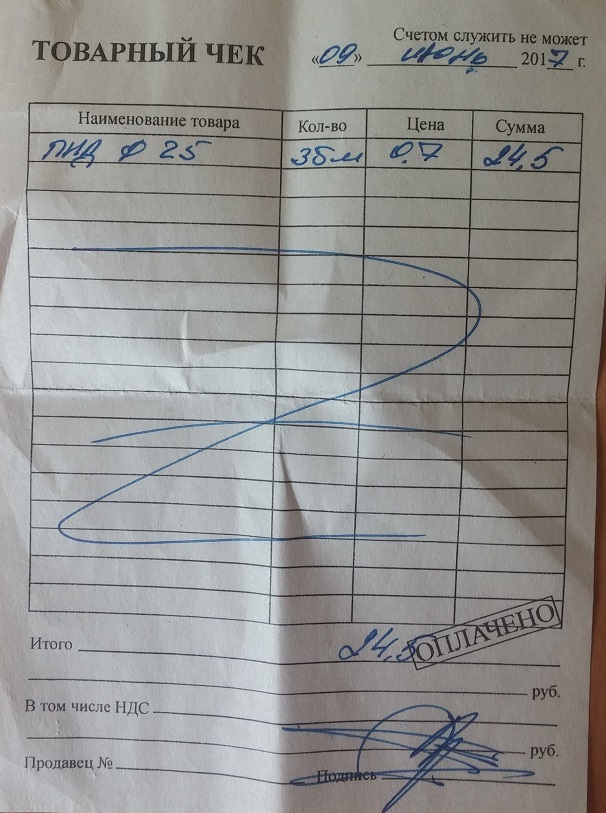 Счетом служить не может
ТОВАРНЫЙ ЧЕК «09» июнь 2017 г.
Наименование товара Кол-во Цена Сумма
ПНД Ф 25 35м 0.7 24,5
Итого 24,5 ОПЛАЧЕНО
руб.
В том числе НДС
руб.
Продавец № Подпись